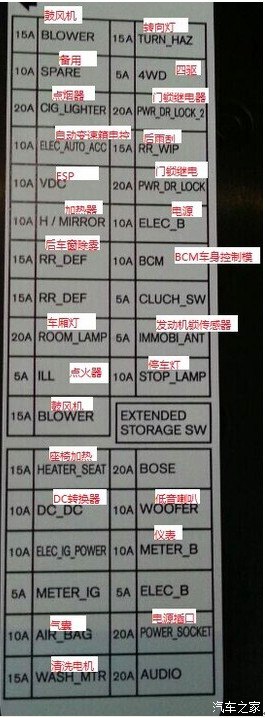 鼓风机 转向灯
15A BLOWER 15A TURN_HAZ
备用 四驱
10A SPARE 5A 4WD
点烟器 门锁继电器
20A CIG_LIGHTER 20A PWR_DR_LOCK_2
自动变速箱电控 后雨刮
10A ELEC_AUTO_ACC 15A RR_WIP
ESP 门锁继电
10A VDC 20A PWR_DR_LOCK
加热器 电源
10A H / MIRROR 10A ELEC_B
后车窗除雾 BCM车身控制模
15A RR_DEF 10A BCM
15A RR_DEF 5A CLUCH_SW
车厢灯 发动机锁传感器
20A ROOM_LAMP 5A IMMOBI_ANT
点火器 停车灯
5A ILL 10A STOP_LAMP
鼓风机
15A BLOWER EXTENDED
STORAGE SW
座椅加热
15A HEATER_SEAT 20A BOSE
DC转换器 低音喇叭
10A DC_DC 10A WOOFER
仪表
10A ELEC_IG_POWER 10A METER_B
5A METER_IG 5A ELEC_B
气囊 电源插口
10A AIR_BAG 20A POWER_SOCKET
清洗电机
15A WASH_MTR 20A AUDIO
汽车之家